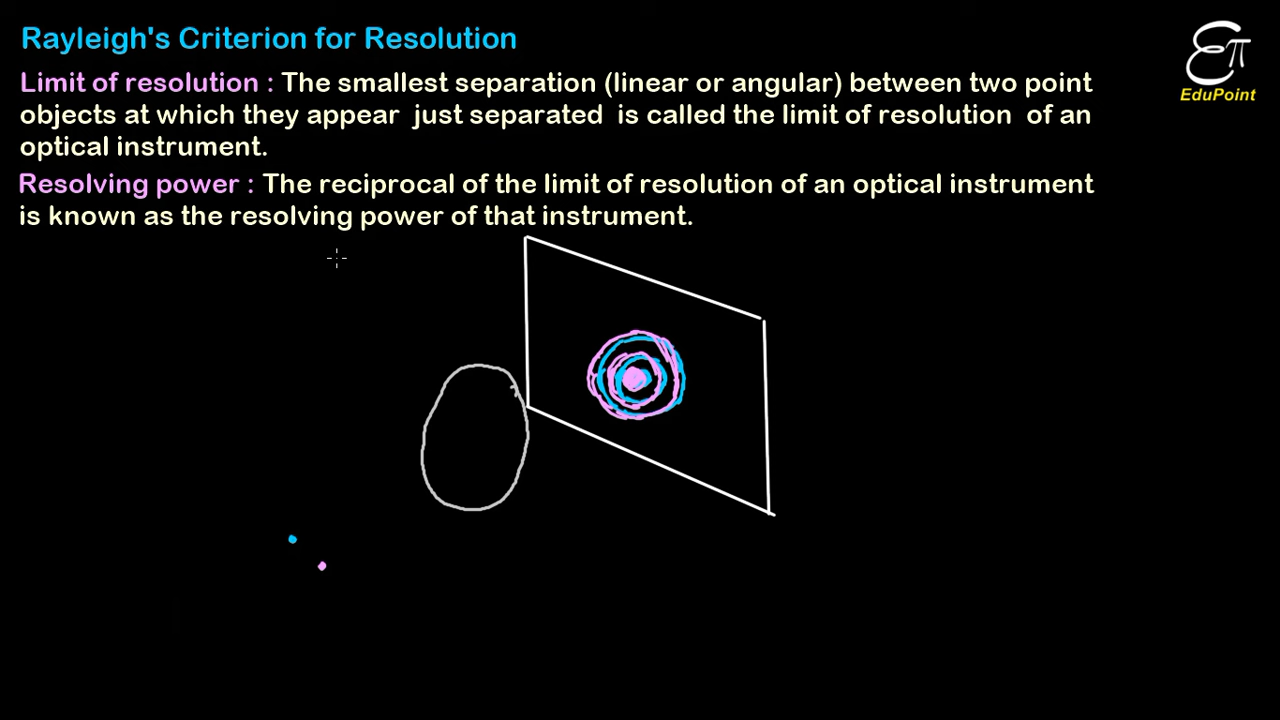 Rayleigh's Criterion for Resolution
Limit of resolution : The smallest separation (linear or angular) between two point
objects at which they appear just separated is called the limit of resolution of an
optical instrument.
Resolving power : The reciprocal of the limit of resolution of an optical instrument
is known as the resolving power of that instrument.
Eπ
EduPoint